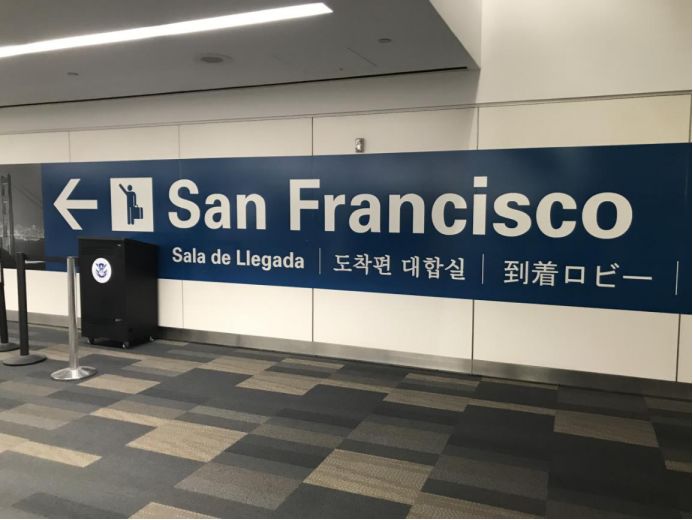 San Francisco
Sala de Llegada | 도착편 대합실 | 到着ロビー |